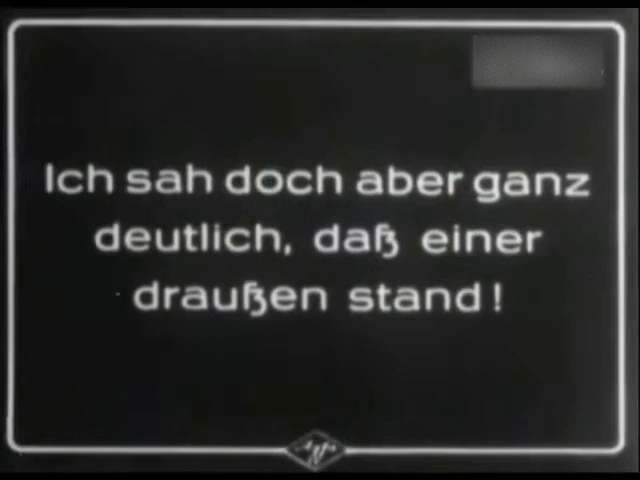 Ich sah doch aber ganz
deutlich, daß einer
draußen stand!